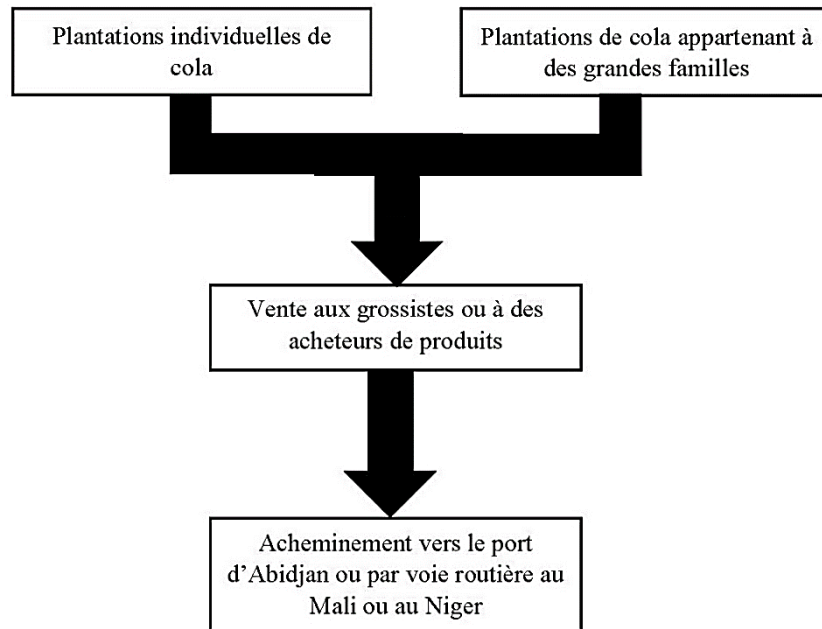 Plantations individuelles de
cola
Plantations de cola appartenant à
des grandes familles
Vente aux grossistes ou à des
acheteurs de produits
Acheminement vers le port
d’Abidjan ou par voie routière au
Mali ou au Niger